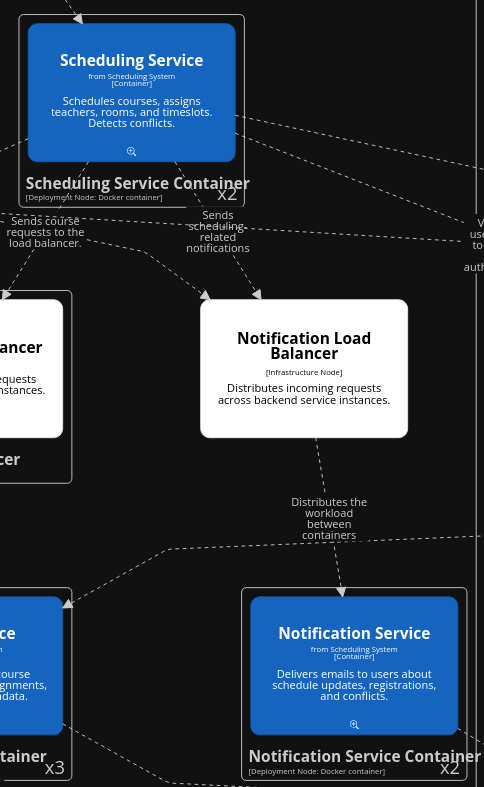 Scheduling Service
from Scheduling System
[Container]
Schedules courses, assigns
teachers, rooms, and timeslots.
Detects conflicts.
Scheduling Service Container
[Deployment Node: Docker container]
x2
Sends course
requests to the
load balancer.
Sends
scheduling-
related
notifications
V
use
to
auth
ancer
equests
nstances.
cer
Notification Load
Balancer
[Infrastructure Node]
Distributes incoming requests
across backend service instances.
Distributes the
workload
between
containers
ce
n
]
ourse
gnments,
adata.
tainer
x3
Notification Service
from Scheduling System
[Container]
Delivers emails to users about
schedule updates, registrations,
and conflicts.
Notification Service Container
[Deployment Node: Docker container]
x2